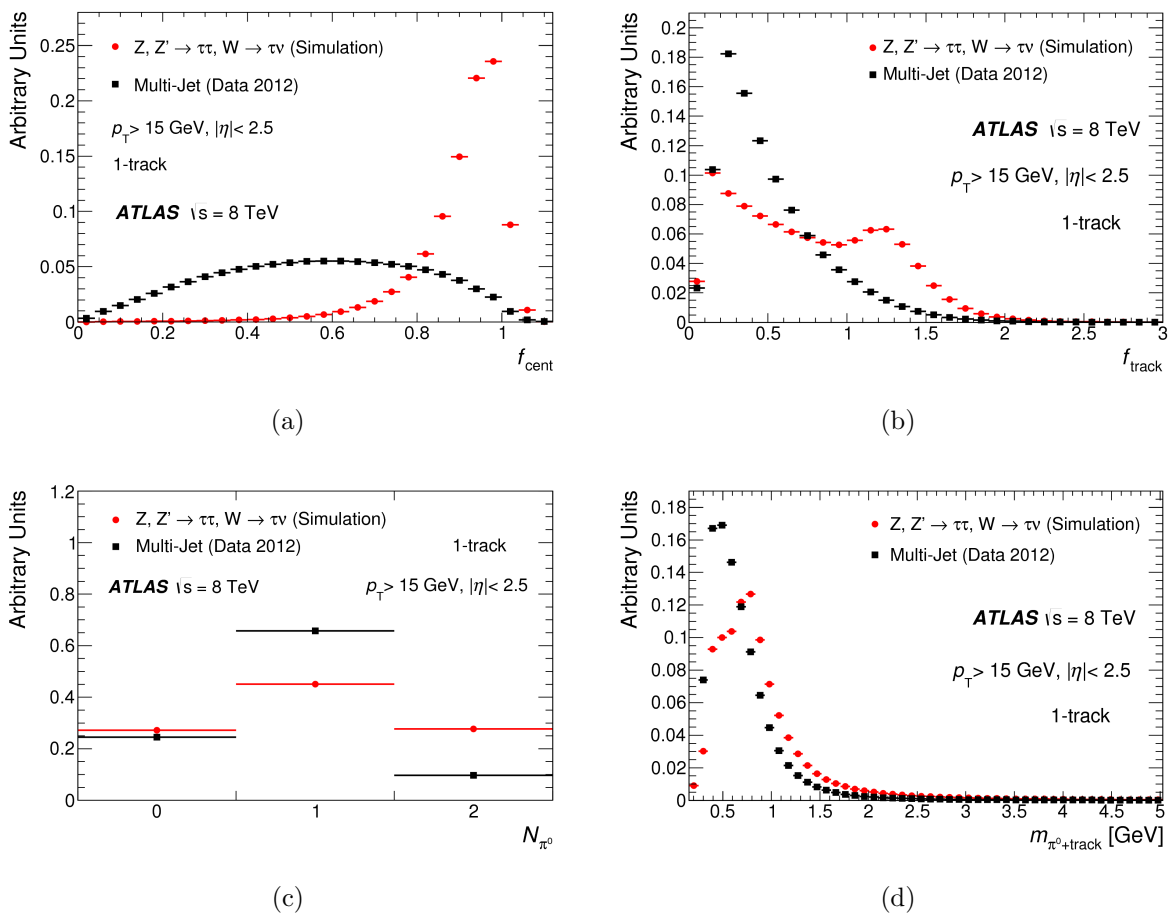 Arbitrary Units
0.25
0.2
0.15
0.1
0.05
0
Z, Z' → ττ, W → τν (Simulation)
Multi-Jet (Data 2012)
p_T > 15 GeV, |η| < 2.5
1-track
ATLAS √s = 8 TeV
0 0.2 0.4 0.6 0.8 1
f_cent
(a)
Arbitrary Units
0.2
0.18
0.16
0.14
0.12
0.1
0.08
0.06
0.04
0.02
0
Z, Z' → ττ, W → τν (Simulation)
Multi-Jet (Data 2012)
ATLAS √s = 8 TeV
p_T > 15 GeV, |η| < 2.5
1-track
0 0.5 1 1.5 2 2.5 3
f_track
(b)
Arbitrary Units
1.2
1
0.8
0.6
0.4
0.2
0
Z, Z' → ττ, W → τν (Simulation)
Multi-Jet (Data 2012)
1-track
ATLAS √s = 8 TeV
p_T > 15 GeV, |η| < 2.5
0 1 2
N_π⁰
(c)
Arbitrary Units
0.18
0.16
0.14
0.12
0.1
0.08
0.06
0.04
0.02
0
Z, Z' → ττ, W → τν (Simulation)
Multi-Jet (Data 2012)
ATLAS √s = 8 TeV
p_T > 15 GeV, |η| < 2.5
1-track
0.5 1 1.5 2 2.5 3 3.5 4 4.5 5
m_π⁰+track [GeV]
(d)